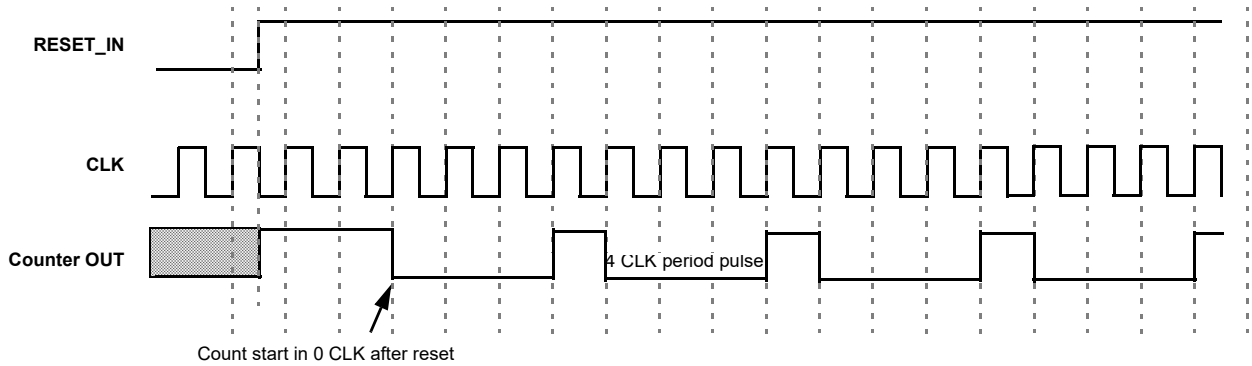 RESET_IN
CLK
Counter OUT
4 CLK period pulse
Count start in 0 CLK after reset